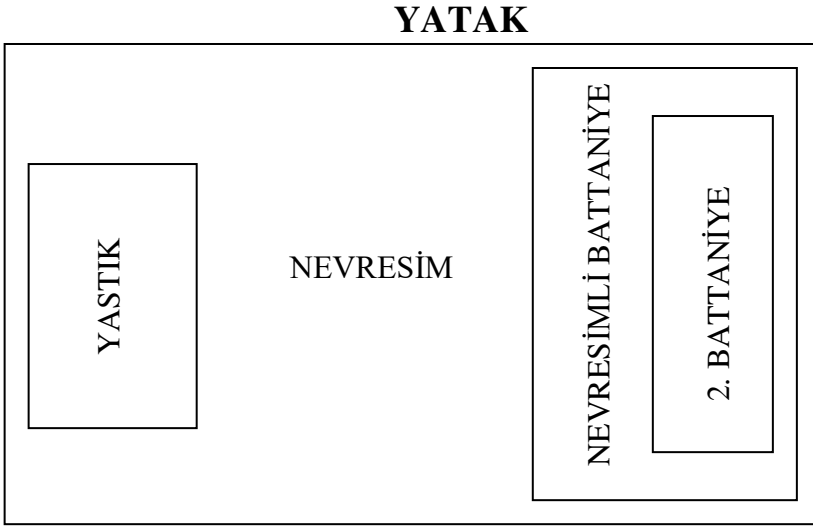 YATAK
YASTIK
NEVRESİM
NEVRESİMLİ BATTANİYE
2. BATTANİYE